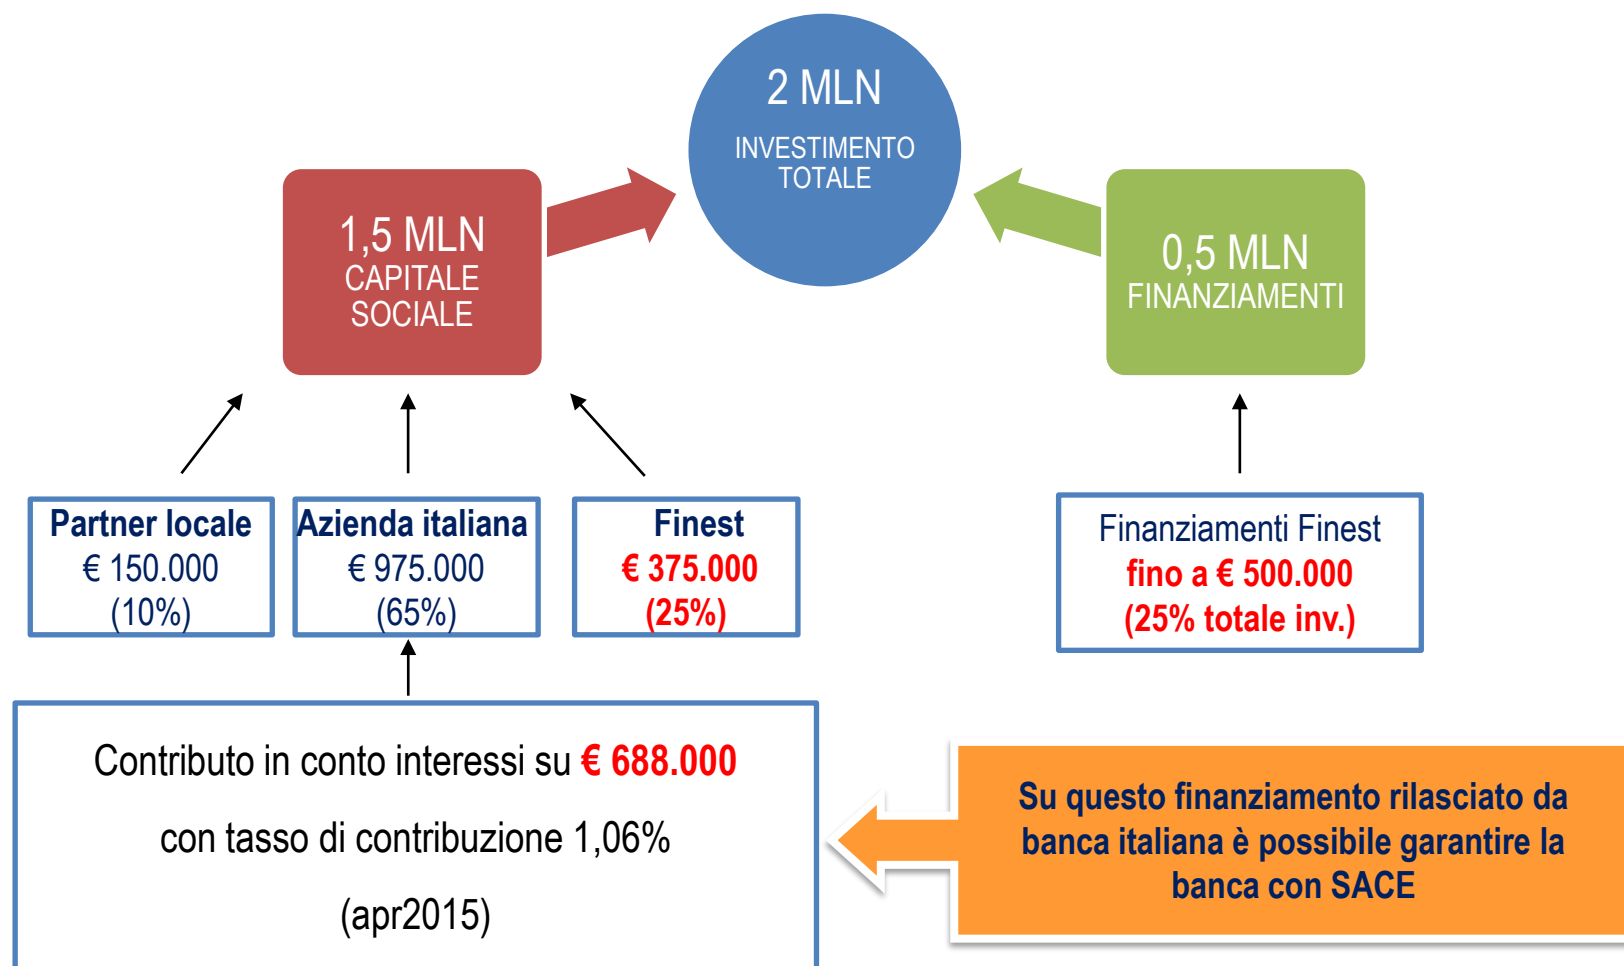 2 MLN
INVESTIMENTO
TOTALE
1,5 MLN
CAPITALE
SOCIALE
0,5 MLN
FINANZIAMENTI
Partner locale
€ 150.000
(10%)
Azienda italiana
€ 975.000
(65%)
Finest
€ 375.000
(25%)
Finanziamenti Finest
fino a € 500.000
(25% totale inv.)
Contributo in conto interessi su € 688.000
con tasso di contribuzione 1,06%
(apr2015)
Su questo finanziamento rilasciato da
banca italiana è possibile garantire la
banca con SACE